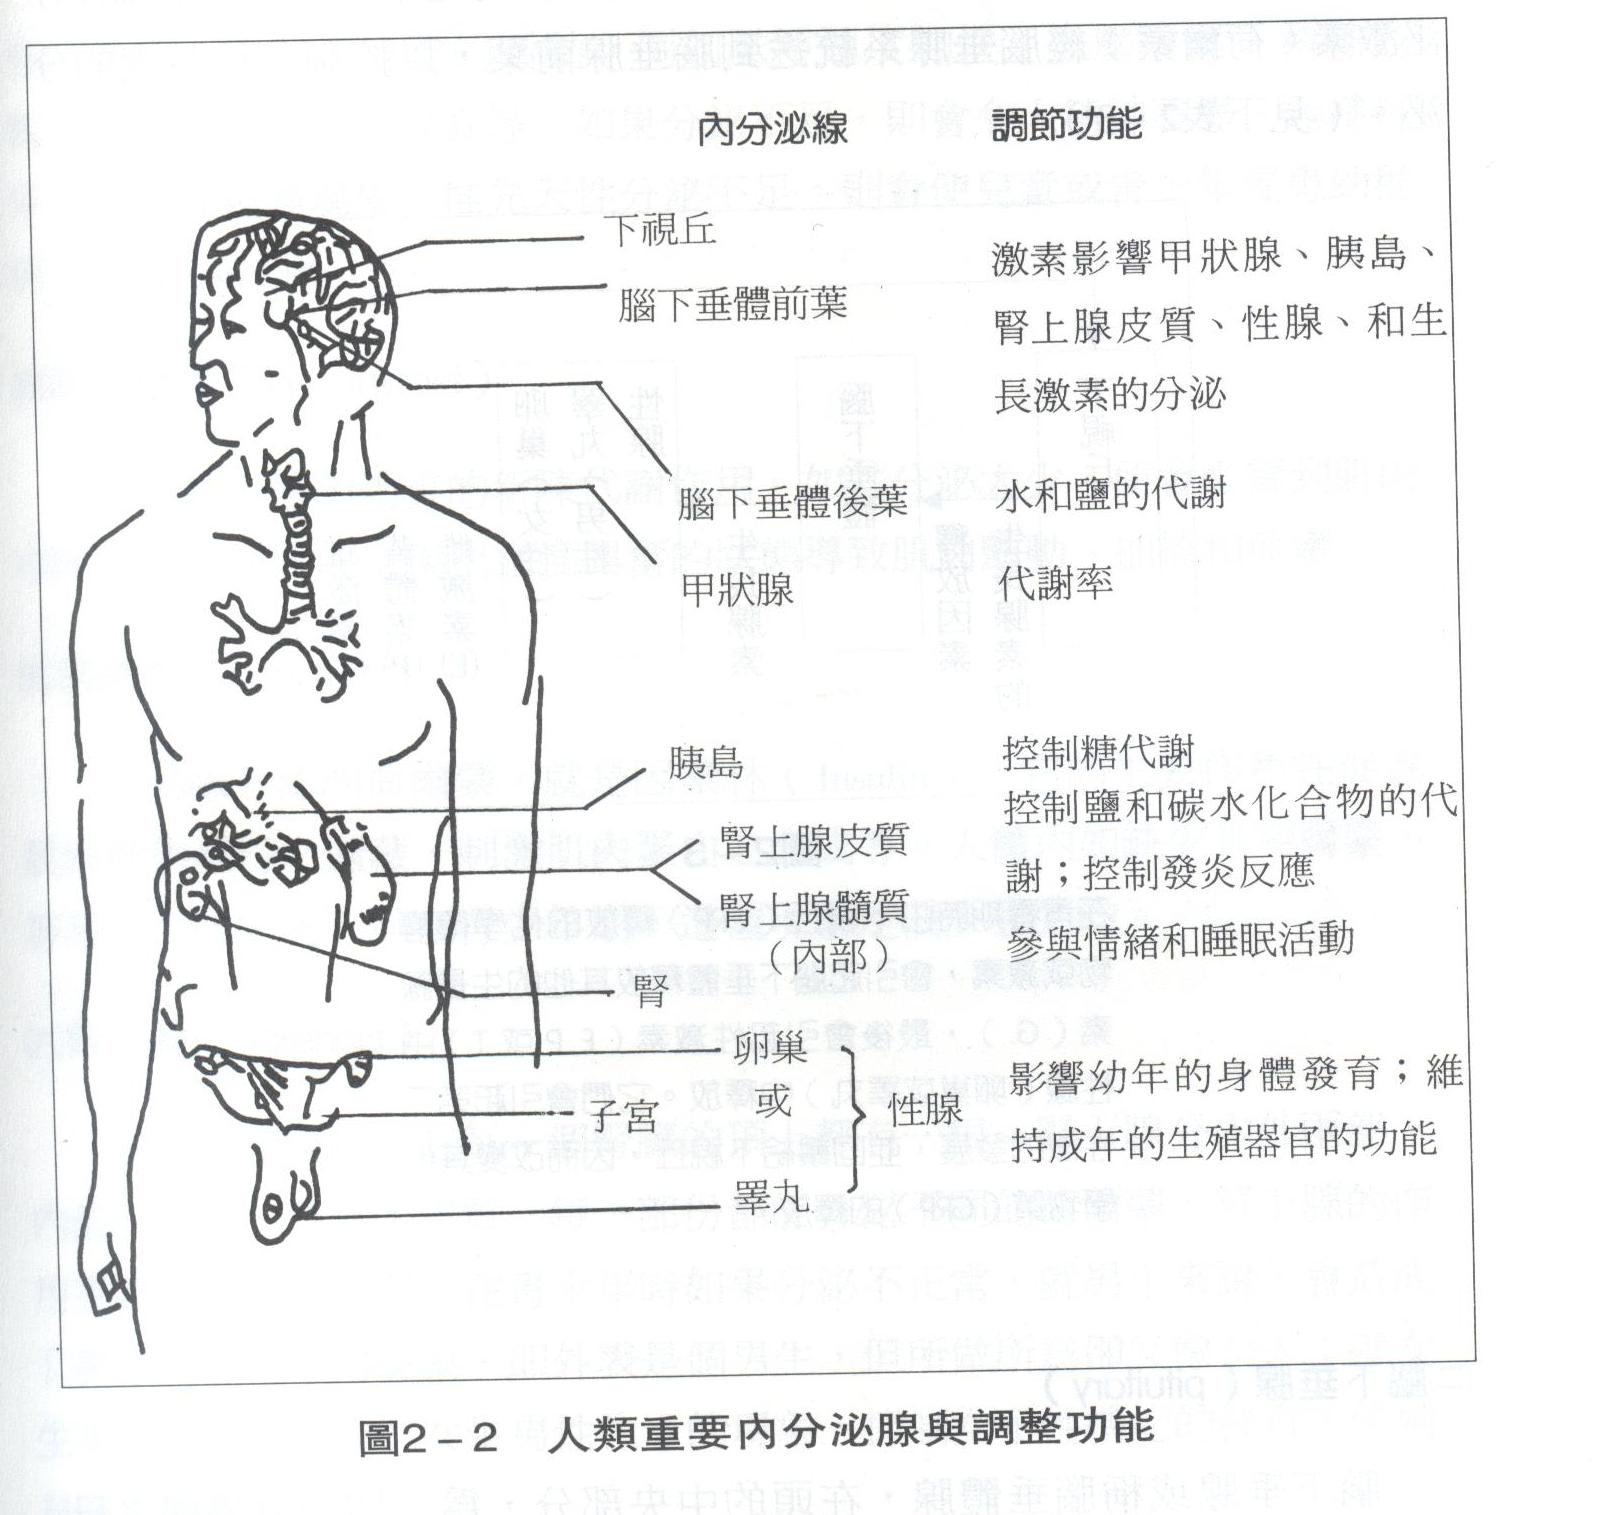 內分泌線 調節功能
下視丘
腦下垂體前葉
激素影響甲狀腺、胰島、
腎上腺皮質、性腺、和生
長激素的分泌
腦下垂體後葉 水和鹽的代謝
甲狀腺 代謝率
胰島 控制糖代謝
腎上腺皮質 控制鹽和碳水化合物的代
謝；控制發炎反應
腎上腺髓質
（內部） 參與情緒和睡眠活動
腎
卵巢
或
睪丸
性腺
子宮
影響幼年的身體發育；維
持成年的生殖器官的功能
圖2－2 人類重要內分泌腺與調整功能